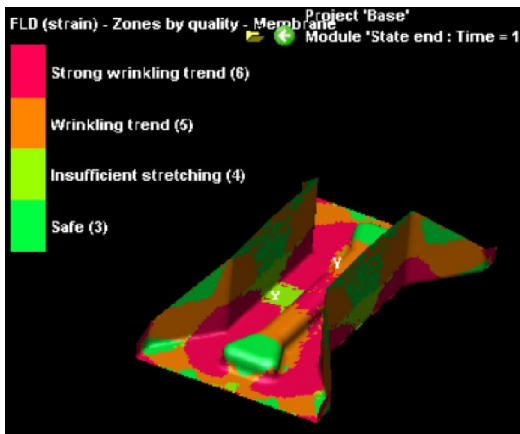 FLD (strain) - Zones by quality - Membrane
Project 'Base'
Module 'State end : Time = 1
Strong wrinkling trend (6)
Wrinkling trend (5)
Insufficient stretching (4)
Safe (3)
Y
Y